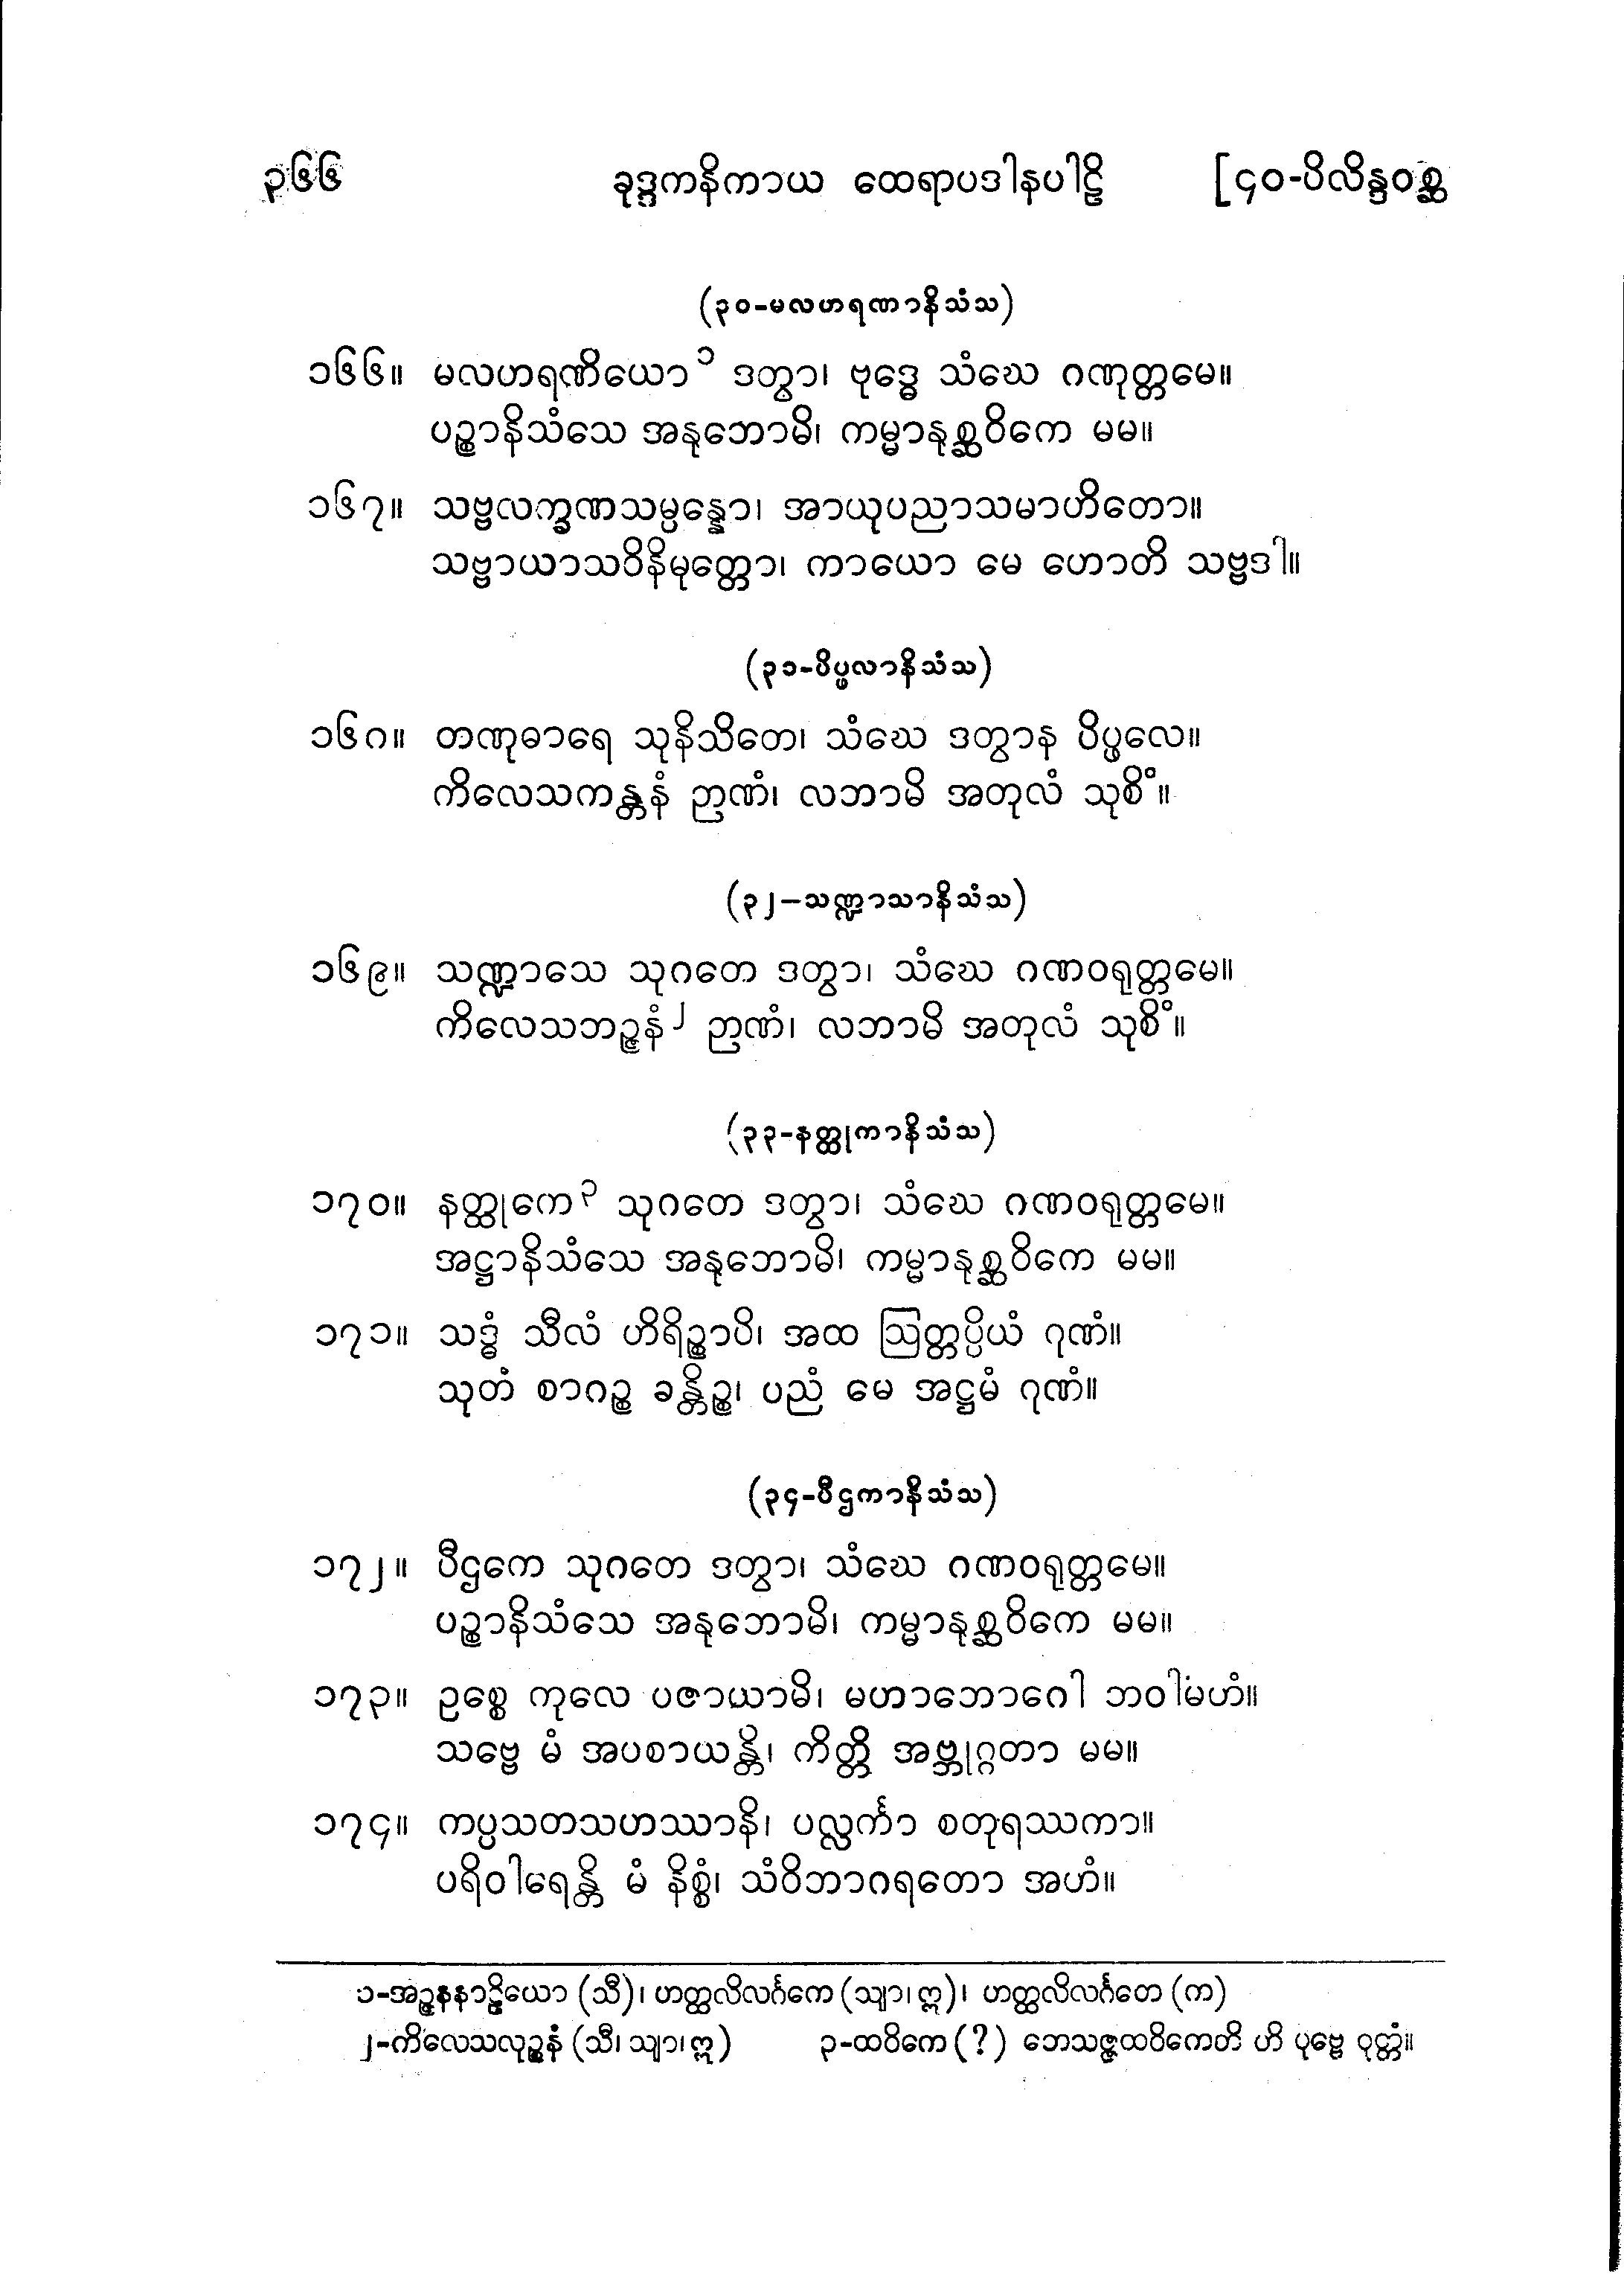 ၃၆၆ ခုဒ္ဒကနိကာယ ထေရာပဒါနပါဠိ [၄၀-ပိလိန္ဒဝစ္ဆ
(၃၀-မလဟရဏာနိသံသ)
၁၆၆။ မလဟရဏိယော၁ ဒတွာ၊ ဗုဒ္ဓေ သံဃေ ဂဏုတ္တမေ။
ပဉ္စာနိသံသေ အနုဘောမိ၊ ကမ္မာနုစ္ဆဝိကေ မမ။
၁၆၇။ သဗ္ဗလက္ခဏသမ္ပန္နော၊ အာယုပညာသမာဟိတော။
သဗ္ဗာယာသဝိနိမုတ္တော၊ ကာယော မေ ဟောတိ သဗ္ဗဒါ။
(၃၁-ပိပ္ဖလာနိသံသ)
၁၆၈။ တဏုဓာရေ သုနိသိတေ၊ သံဃေ ဒတွာန ပိပ္ဖလေ။
ကိလေသကန္တနံ ဉာဏံ၊ လဘာမိ အတုလံ သုစိံ။
(၃၂–သဏ္ဍာသာနိသံသ)
၁၆၉။ သဏ္ဍာသေ သုဂတေ ဒတွာ၊ သံဃေ ဂဏဝရုတ္တမေ။
ကိလေသဘဉ္ဇနံ၂ ဉာဏံ၊ လဘာမိ အတုလံ သုစိံ။
(၃၃-နတ္ထုကာနိသံသ)
၁၇၀။ နတ္ထုကေ၃ သုဂတေ ဒတွာ၊ သံဃေ ဂဏဝရုတ္တမေ။
အဋ္ဌာနိသံသေ အနုဘောမိ၊ ကမ္မာနုစ္ဆဝိကေ မမ။
၁၇၁။ သဒ္ဓံ သီလံ ဟိရိဉ္စာပိ၊ အထ ဩတ္တပ္ပိယံ ဂုဏံ။
သုတံ စာဂဉ္စ ခန္တိဉ္စ၊ ပညံ မေ အဋ္ဌမံ ဂုဏံ။
(၃၄-ပီဌကာနိသံသ)
၁၇၂။ ပီဌကေ သုဂတေ ဒတွာ၊ သံဃေ ဂဏဝရုတ္တမေ။
ပဉ္စာနိသံသေ အနုဘောမိ၊ ကမ္မာနုစ္ဆဝိကေ မမ။
၁၇၃။ ဥစ္စေ ကုလေ ပဇာယာမိ၊ မဟာဘောဂေါ ဘဝါမဟံ။
သဗ္ဗေ မံ အပစာယန္တိ၊ ကိတ္တိ အဗ္ဘုဂ္ဂတာ မမ။
၁၇၄။ ကပ္ပသတသဟဿာနိ၊ ပလ္လင်္ကာ စတုရဿကာ။
ပရိဝါရေန္တိ မံ နိစ္စံ၊ သံဝိဘာဂရတော အဟံ။
၁-အဉ္ဇနနာဠိယော (သီ)၊ ဟတ္ထလိလင်္ဂကေ (သျာ၊ ဣ)၊ ဟတ္ထလိလင်္ဂတေ (က)
၂-ကိလေသလုဉ္စနံ (သီ၊ သျာ၊ ဣ) ၃-ထဝိကေ (?) ဘေသဇ္ဇထဝိကေတိ ဟိ ပုဗ္ဗေ ဝုတ္တံ။